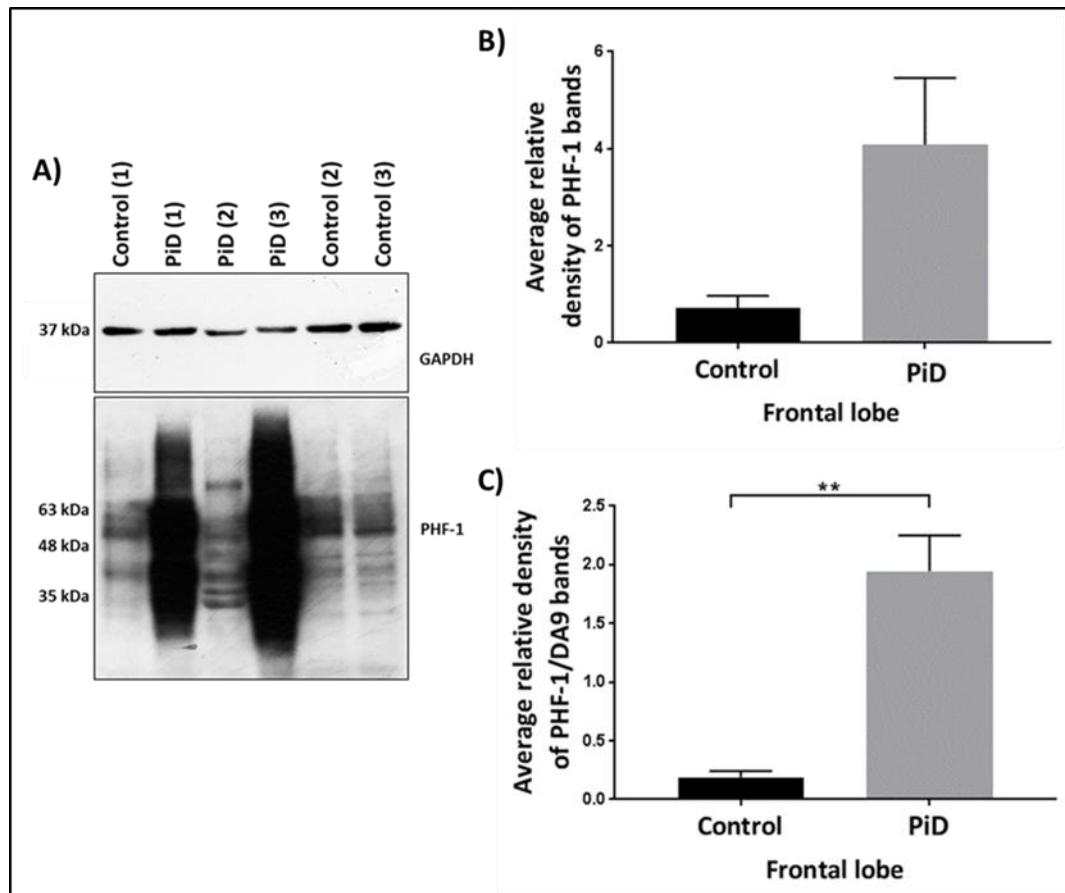 A)
Control (1)
PiD (1)
PiD (2)
PiD (3)
Control (2)
Control (3)
37 kDa
GAPDH
63 kDa
48 kDa
35 kDa
PHF-1
B)
Average relative
density of PHF-1 bands
6
4
2
0
Control
PiD
Frontal lobe
C)
Average relative density
of PHF-1/DA9 bands
**
2.5
2.0
1.5
1.0
0.5
0.0
Control
PiD
Frontal lobe